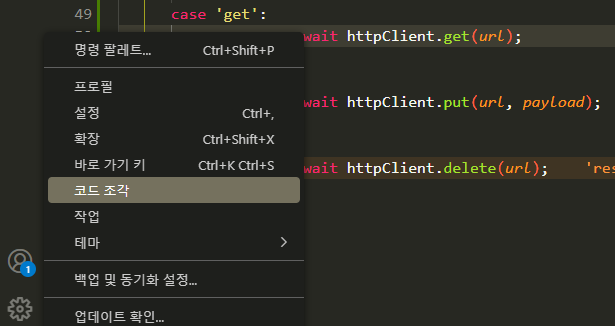 49 case 'get':
wait httpClient.get(url);
명령 팔레트... Ctrl+Shift+P
프로필
설정 Ctrl+,
wait httpClient.put(url, payload);
확장 Ctrl+Shift+X
바로 가기 키 Ctrl+K Ctrl+S
wait httpClient.delete(url); 'res
코드 조각
작업
테마
1
백업 및 동기화 설정...
업데이트 확인...